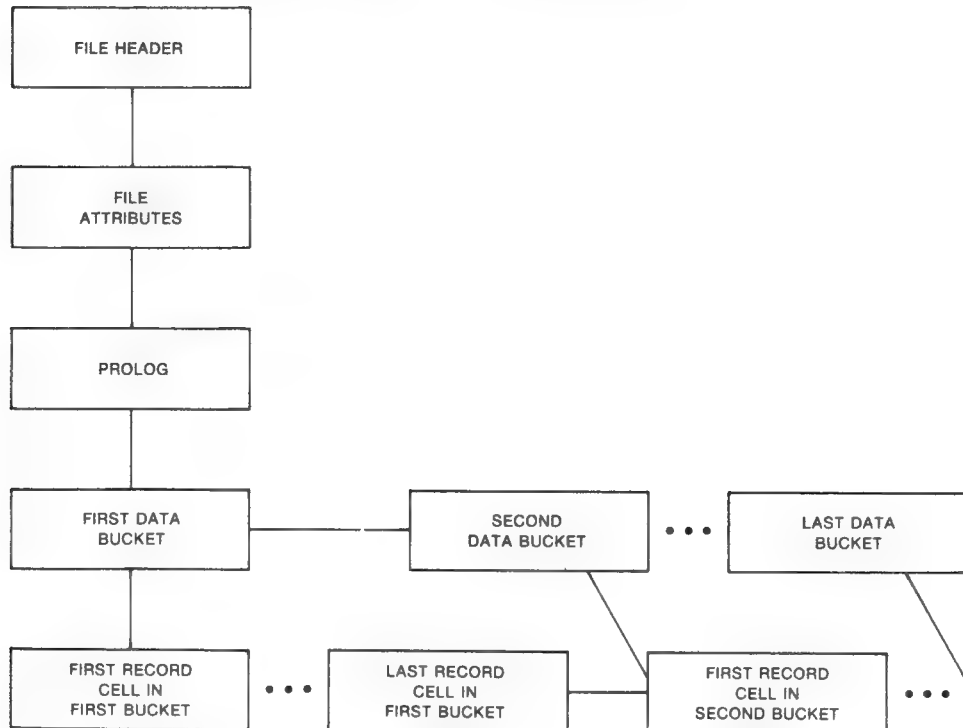 FILE HEADER
FILE
ATTRIBUTES
PROLOG
FIRST DATA
BUCKET
SECOND
DATA BUCKET
LAST DATA
BUCKET
FIRST RECORD
CELL IN
FIRST BUCKET
LAST RECORD
CELL IN
FIRST BUCKET
FIRST RECORD
CELL IN
SECOND BUCKET